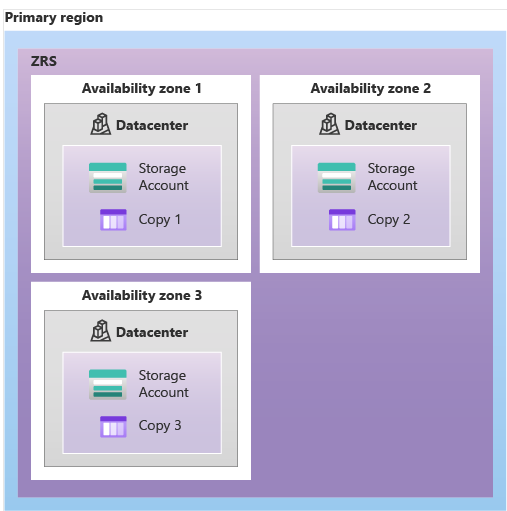 Primary region
ZRS
Availability zone 1
Datacenter
Storage
Account
Copy 1
Availability zone 2
Datacenter
Storage
Account
Copy 2
Availability zone 3
Datacenter
Storage
Account
Copy 3